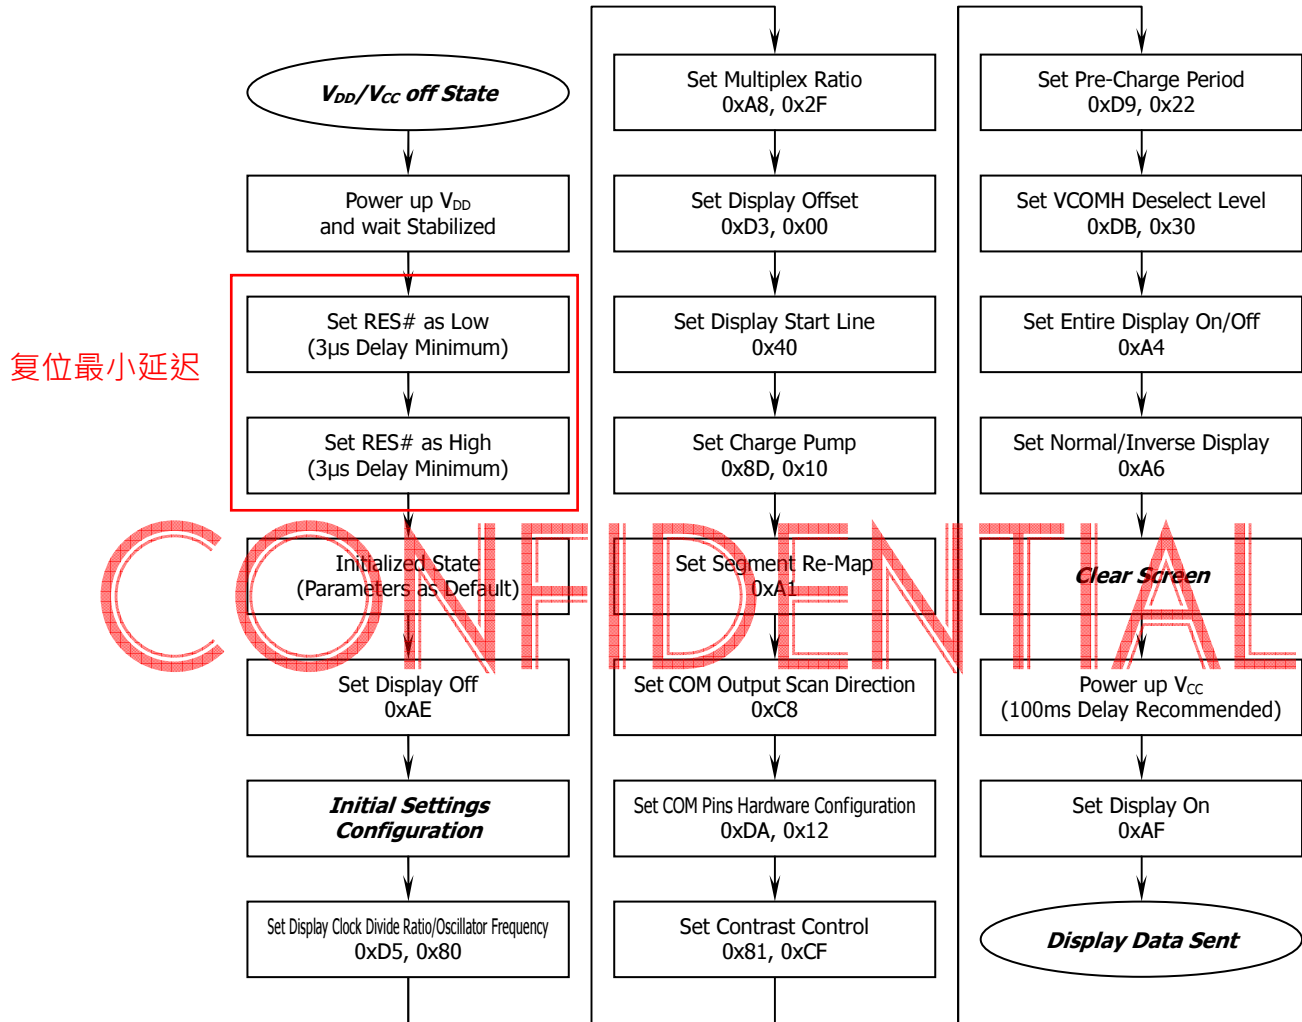 V_DD/V_CC off State
Power up V_DD
and wait Stabilized
复位最小延迟
Set RES# as Low
(3μs Delay Minimum)
Set RES# as High
(3μs Delay Minimum)
Initialized State
(Parameters as Default)
Set Display Off
0xAE
Initial Settings
Configuration
Set Display Clock Divide Ratio/Oscillator Frequency
0xD5, 0x80
Set Multiplex Ratio
0xA8, 0x2F
Set Display Offset
0xD3, 0x00
Set Display Start Line
0x40
Set Charge Pump
0x8D, 0x10
Set Segment Re-Map
0xA1
Set COM Output Scan Direction
0xC8
Set COM Pins Hardware Configuration
0xDA, 0x12
Set Contrast Control
0x81, 0xCF
Set Pre-Charge Period
0xD9, 0x22
Set VCOMH Deselect Level
0xDB, 0x30
Set Entire Display On/Off
0xA4
Set Normal/Inverse Display
0xA6
Clear Screen
Power up V_CC
(100ms Delay Recommended)
Set Display On
0xAF
Display Data Sent
CONFIDENTIAL